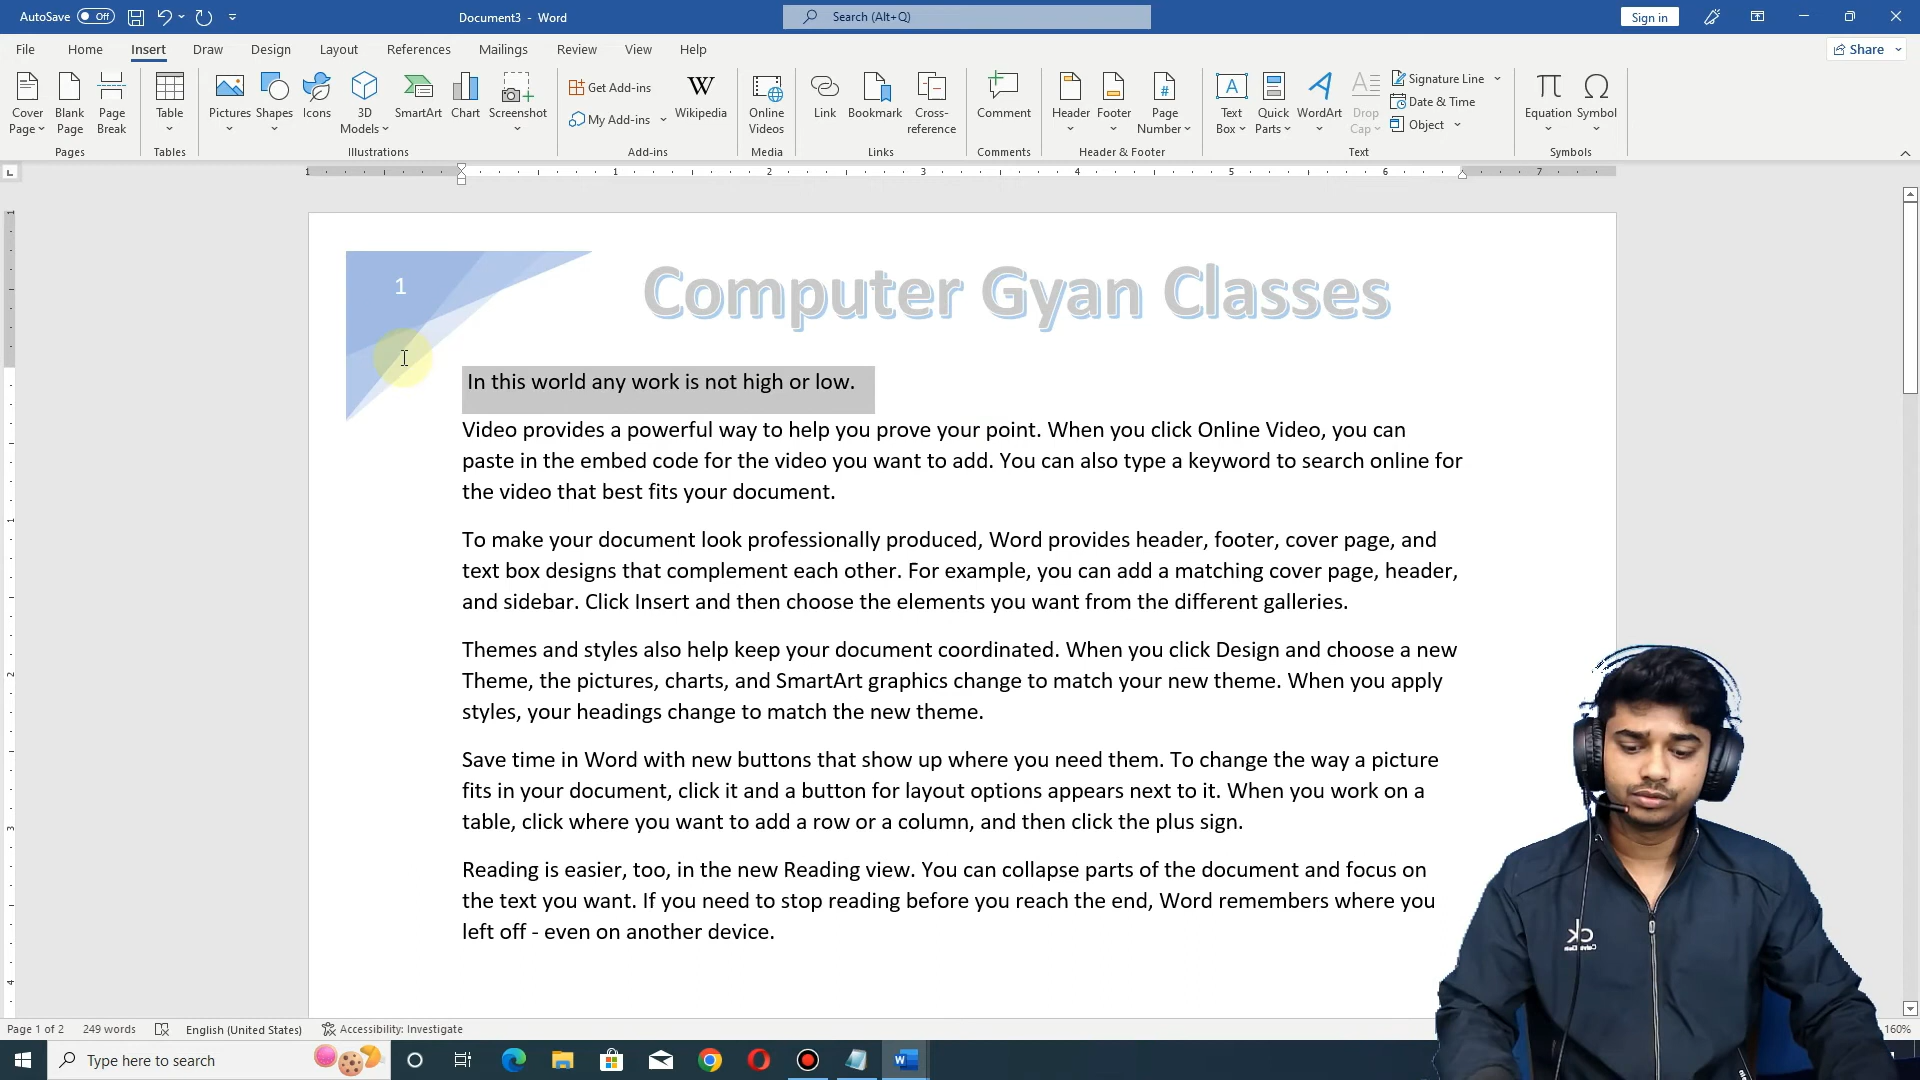 AutoSave Off
Document3 - Word
Search (Alt+Q)
Sign in
File Home Insert Draw Design Layout References Mailings Review View Help
Share
Cover Page
Blank Page
Page Break
Table
Pictures
Shapes
Icons
3D Models
SmartArt
Chart
Screenshot
Get Add-ins
My Add-ins
W
Wikipedia
Online Videos
Link
Bookmark
Cross-reference
Comment
Header
Footer
Page Number
Text Box
Quick Parts
WordArt
Drop Cap
Signature Line
Date & Time
Object
Equation
Symbol
Pages Tables Illustrations Add-ins Media Links Comments Header & Footer Text Symbols
1 1 2 3 4 5 6 7
1
Computer Gyan Classes
In this world any work is not high or low.
Video provides a powerful way to help you prove your point. When you click Online Video, you can
paste in the embed code for the video you want to add. You can also type a keyword to search online for
the video that best fits your document.
To make your document look professionally produced, Word provides header, footer, cover page, and
text box designs that complement each other. For example, you can add a matching cover page, header,
and sidebar. Click Insert and then choose the elements you want from the different galleries.
Themes and styles also help keep your document coordinated. When you click Design and choose a new
Theme, the pictures, charts, and SmartArt graphics change to match your new theme. When you apply
styles, your headings change to match the new theme.
Save time in Word with new buttons that show up where you need them. To change the way a picture
fits in your document, click it and a button for layout options appears next to it. When you work on a
table, click where you want to add a row or a column, and then click the plus sign.
Reading is easier, too, in the new Reading view. You can collapse parts of the document and focus on
the text you want. If you need to stop reading before you reach the end, Word remembers where you
left off - even on another device.
Page 1 of 2 249 words English (United States) Accessibility: Investigate
160%
Type here to search